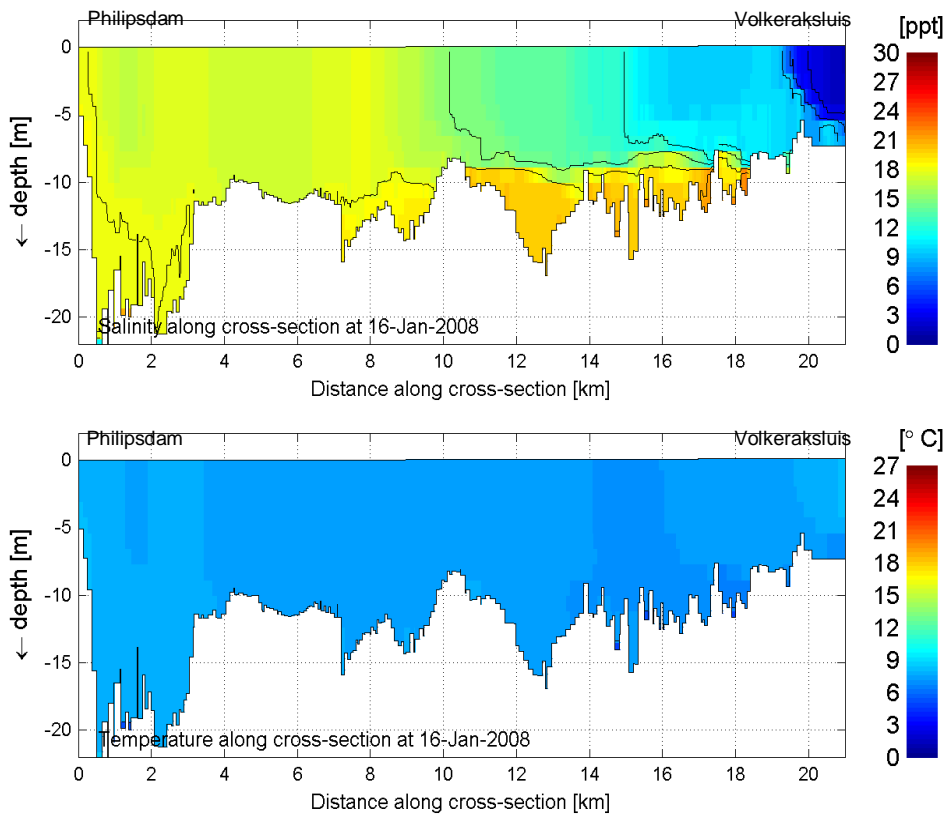 Philipsdam Volkeraksluis
[ppt]
0
-5
-10
-15
-20
← depth [m]
Salinity along cross-section at 16-Jan-2008
0 2 4 6 8 10 12 14 16 18 20
Distance along cross-section [km]
30
27
24
21
18
15
12
9
6
3
0
Philipsdam Volkeraksluis
[° C]
0
-5
-10
-15
-20
← depth [m]
Temperature along cross-section at 16-Jan-2008
0 2 4 6 8 10 12 14 16 18 20
Distance along cross-section [km]
27
24
21
18
15
12
9
6
3
0